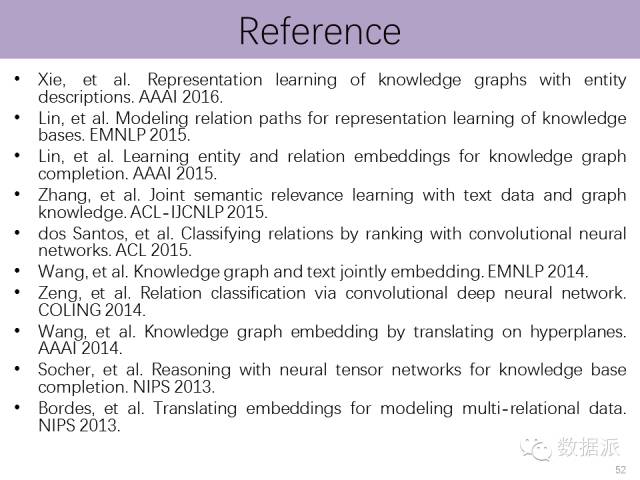 Reference
• Xie, et al. Representation learning of knowledge graphs with entity
descriptions. AAAI 2016.
• Lin, et al. Modeling relation paths for representation learning of knowledge
bases. EMNLP 2015.
• Lin, et al. Learning entity and relation embeddings for knowledge graph
completion. AAAI 2015.
• Zhang, et al. Joint semantic relevance learning with text data and graph
knowledge. ACL-IJCNLP 2015.
• dos Santos, et al. Classifying relations by ranking with convolutional neural
networks. ACL 2015.
• Wang, et al. Knowledge graph and text jointly embedding. EMNLP 2014.
• Zeng, et al. Relation classification via convolutional deep neural network.
COLING 2014.
• Wang, et al. Knowledge graph embedding by translating on hyperplanes.
AAAI 2014.
• Socher, et al. Reasoning with neural tensor networks for knowledge base
completion. NIPS 2013.
• Bordes, et al. Translating embeddings for modeling multi-relational data.
NIPS 2013.
数据派
52